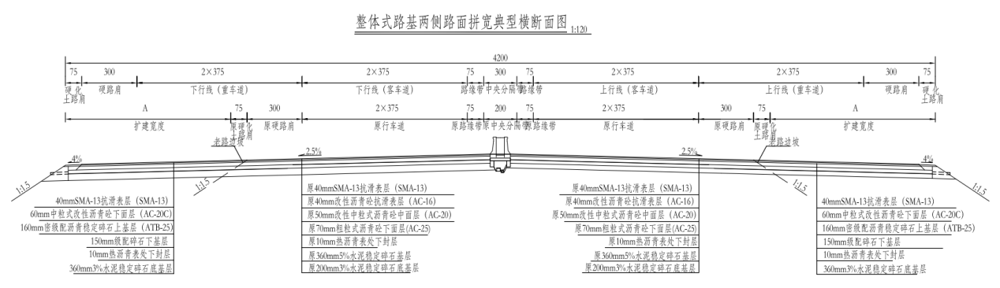 整体式路基两侧路面拼宽典型横断面图
1:120
4200
75 300 2×375 2×375 75 300 75 2×375 2×375 300 75
硬化土路肩 硬路肩 下行线（重车道） 下行线（客车道） 路缘带 中央分隔带 路缘带 上行线（客车道） 上行线（重车道） 硬路肩 硬化土路肩
A 75 300 2×375 75 200 75 2×375 300 75 A
扩建宽度 原硬化土路肩 原硬路肩 原行车道 原路缘带 原中央分隔带 原路缘带 原行车道 原硬路肩 原硬化土路肩 扩建宽度
老路边坡 老路边坡
4% 2.5% 2.5% 4%
1:1.5 1:1.5 1:1.5 1:1.5
40mmSMA-13抗滑表层（SMA-13）
60mm中粒式改性沥青砼下面层（AC-20C）
160mm密级配沥青稳定碎石上基层（ATB-25）
150mm级配碎石下基层
10mm热沥青表处下封层
360mm3%水泥稳定碎石底基层
原40mmSMA-13抗滑表层（SMA-13）
原40mm改性沥青砼抗滑表层（AC-16）
原50mm改性中粒式沥青砼中面层（AC-20）
原70mm粗粒式沥青砼下面层(AC-25)
原10mm热沥青表处下封层
原360mm5%水泥稳定碎石基层
原200mm3%水泥稳定碎石底基层
原40mmSMA-13抗滑表层（SMA-13）
原40mm改性沥青砼抗滑表层（AC-16）
原50mm改性中粒式沥青砼中面层（AC-20）
原70mm粗粒式沥青砼下面层(AC-25)
原10mm热沥青表处下封层
原360mm5%水泥稳定碎石基层
原200mm3%水泥稳定碎石底基层
40mmSMA-13抗滑表层（SMA-13）
60mm中粒式改性沥青砼下面层（AC-20C）
160mm密级配沥青稳定碎石上基层（ATB-25）
150mm级配碎石下基层
10mm热沥青表处下封层
360mm3%水泥稳定碎石底基层